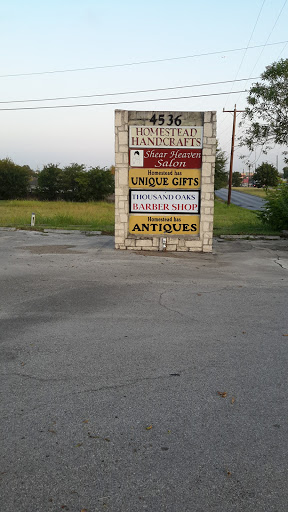 4536
HOMESTEAD
HANDCRAFTS
Shear Heaven
Salon
Homestead has
UNIQUE GIFTS
THOUSAND OAKS
BARBER SHOP
Homestead has
ANTIQUES